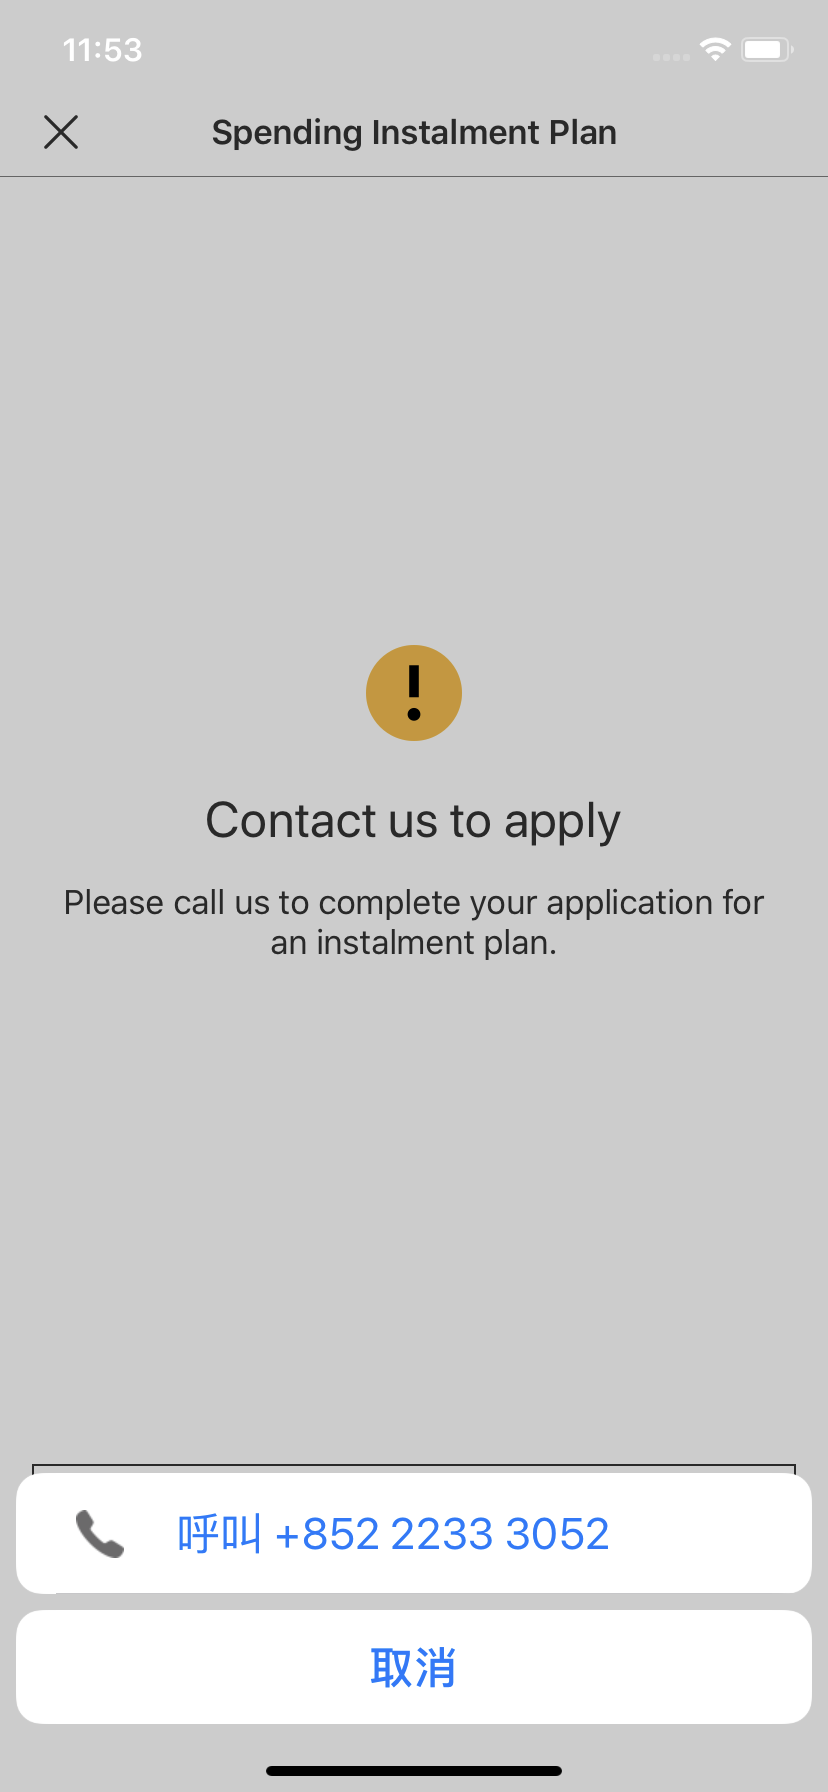 11:53
Spending Instalment Plan
Contact us to apply
Please call us to complete your application for
an instalment plan.
呼叫 +852 2233 3052
取消